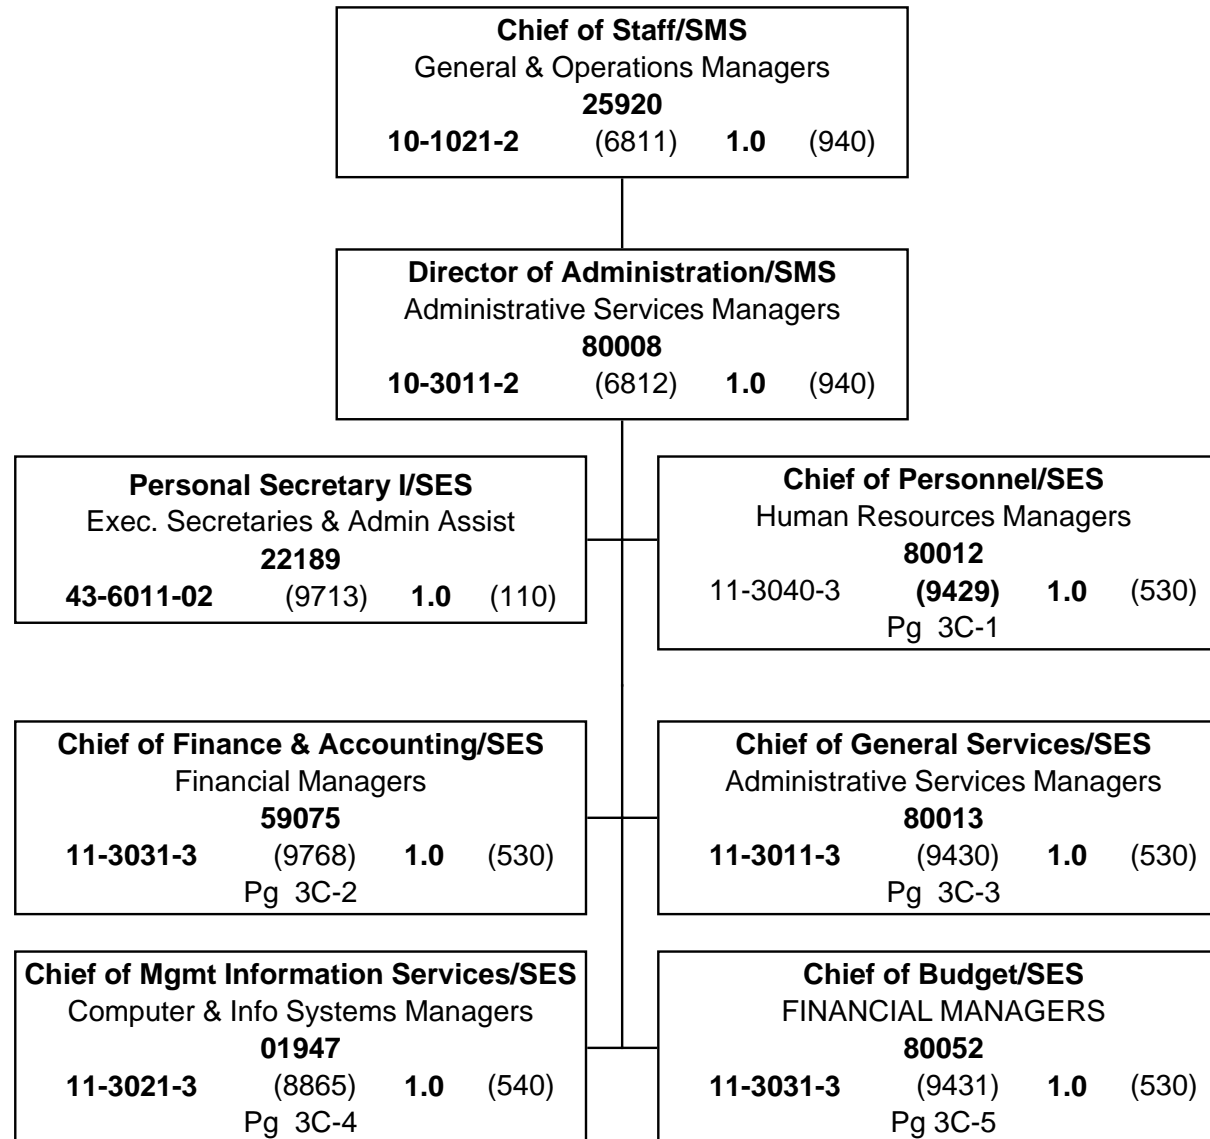 Chief of Staff/SMS
General & Operations Managers
25920
10-1021-2 (6811) 1.0 (940)
Director of Administration/SMS
Administrative Services Managers
80008
10-3011-2 (6812) 1.0 (940)
Personal Secretary I/SES
Exec. Secretaries & Admin Assist
22189
43-6011-02 (9713) 1.0 (110)
Chief of Personnel/SES
Human Resources Managers
80012
11-3040-3 (9429) 1.0 (530)
Pg 3C-1
Chief of Finance & Accounting/SES
Financial Managers
59075
11-3031-3 (9768) 1.0 (530)
Pg 3C-2
Chief of General Services/SES
Administrative Services Managers
80013
11-3011-3 (9430) 1.0 (530)
Pg 3C-3
Chief of Mgmt Information Services/SES
Computer & Info Systems Managers
01947
11-3021-3 (8865) 1.0 (540)
Pg 3C-4
Chief of Budget/SES
FINANCIAL MANAGERS
80052
11-3031-3 (9431) 1.0 (530)
Pg 3C-5